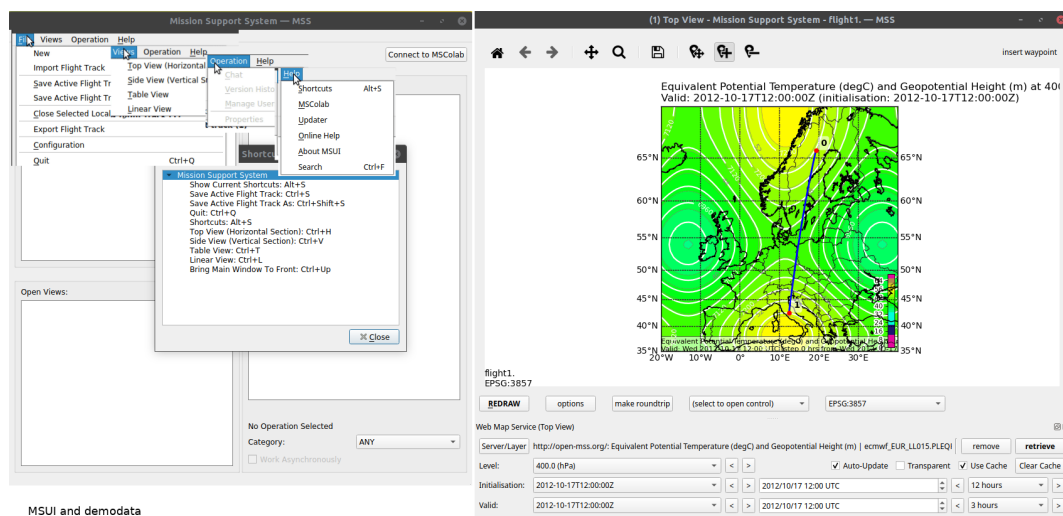 Mission Support System — MSS
File Views Operation Help
New
Import Flight Track
Save Active Flight Tr
Save Active Flight Tr
Close Selected Local
Export Flight Track
Configuration
Quit Ctrl+Q
Views Operation Help
Top View (Horizontal
Side View (Vertical S
Table View
Linear View
Operation Help
Chat
Version Histo
Manage User
Properties
Help
Shortcuts Alt+S
MSColab
Updater
Online Help
About MSUI
Search Ctrl+F
Connect to MSColab
Shortcu
Mission Support System
Show Current Shortcuts: Alt+S
Save Active Flight Track: Ctrl+S
Save Active Flight Track As: Ctrl+Shift+S
Quit: Ctrl+Q
Shortcuts: Alt+S
Top View (Horizontal Section): Ctrl+H
Side View (Vertical Section): Ctrl+V
Table View: Ctrl+T
Linear View: Ctrl+L
Bring Main Window To Front: Ctrl+Up
Close
Open Views:
No Operation Selected
Category: ANY
Work Asynchronously
MSUI and demodata
(1) Top View - Mission Support System - flight1. — MSS
insert waypoint
Equivalent Potential Temperature (degC) and Geopotential Height (m) at 40
Valid: 2012-10-17T12:00:00Z (initialisation: 2012-10-17T12:00:00Z)
0
65°N 65°N
60°N 60°N
55°N 55°N
50°N 50°N
45°N 45°N
1
40°N 40°N
35°N 35°N
20°W 10°W 0° 10°E 20°E 30°E
flight1.
EPSG:3857
REDRAW options make roundtrip (select to open control) EPSG:3857
Web Map Service (Top View)
Server/Layer http://open-mss.org/: Equivalent Potential Temperature (degC) and Geopotential Height (m) | ecmwf_EUR_LL015.PLEQ remove retrieve
Level: 400.0 (hPa) < > Auto-Update Transparent Use Cache Clear Cache
Initialisation: 2012-10-17T12:00:00Z < > 2012/10/17 12:00 UTC < 12 hours >
Valid: 2012-10-17T12:00:00Z < > 2012/10/17 12:00 UTC < 3 hours >